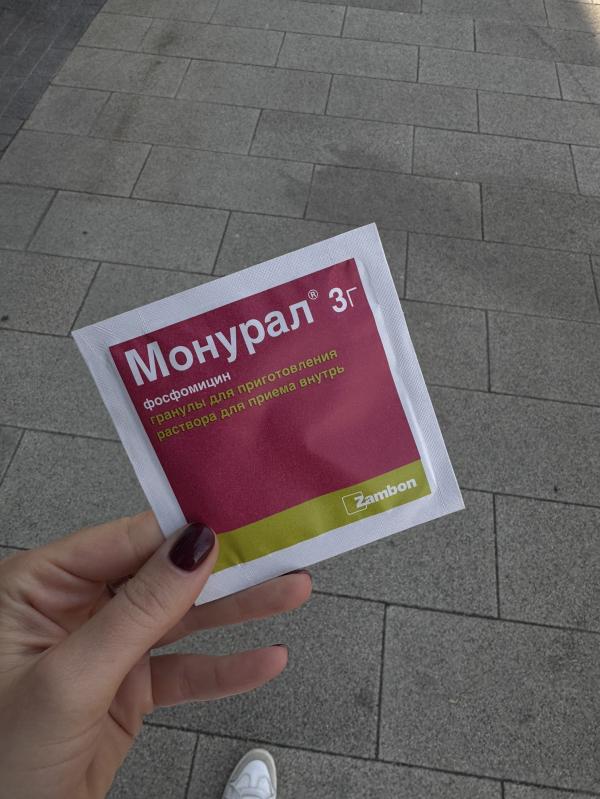 Монурал® 3г
фосфомицин
гранулы для приготовления
раствора для приема внутрь
Zambon